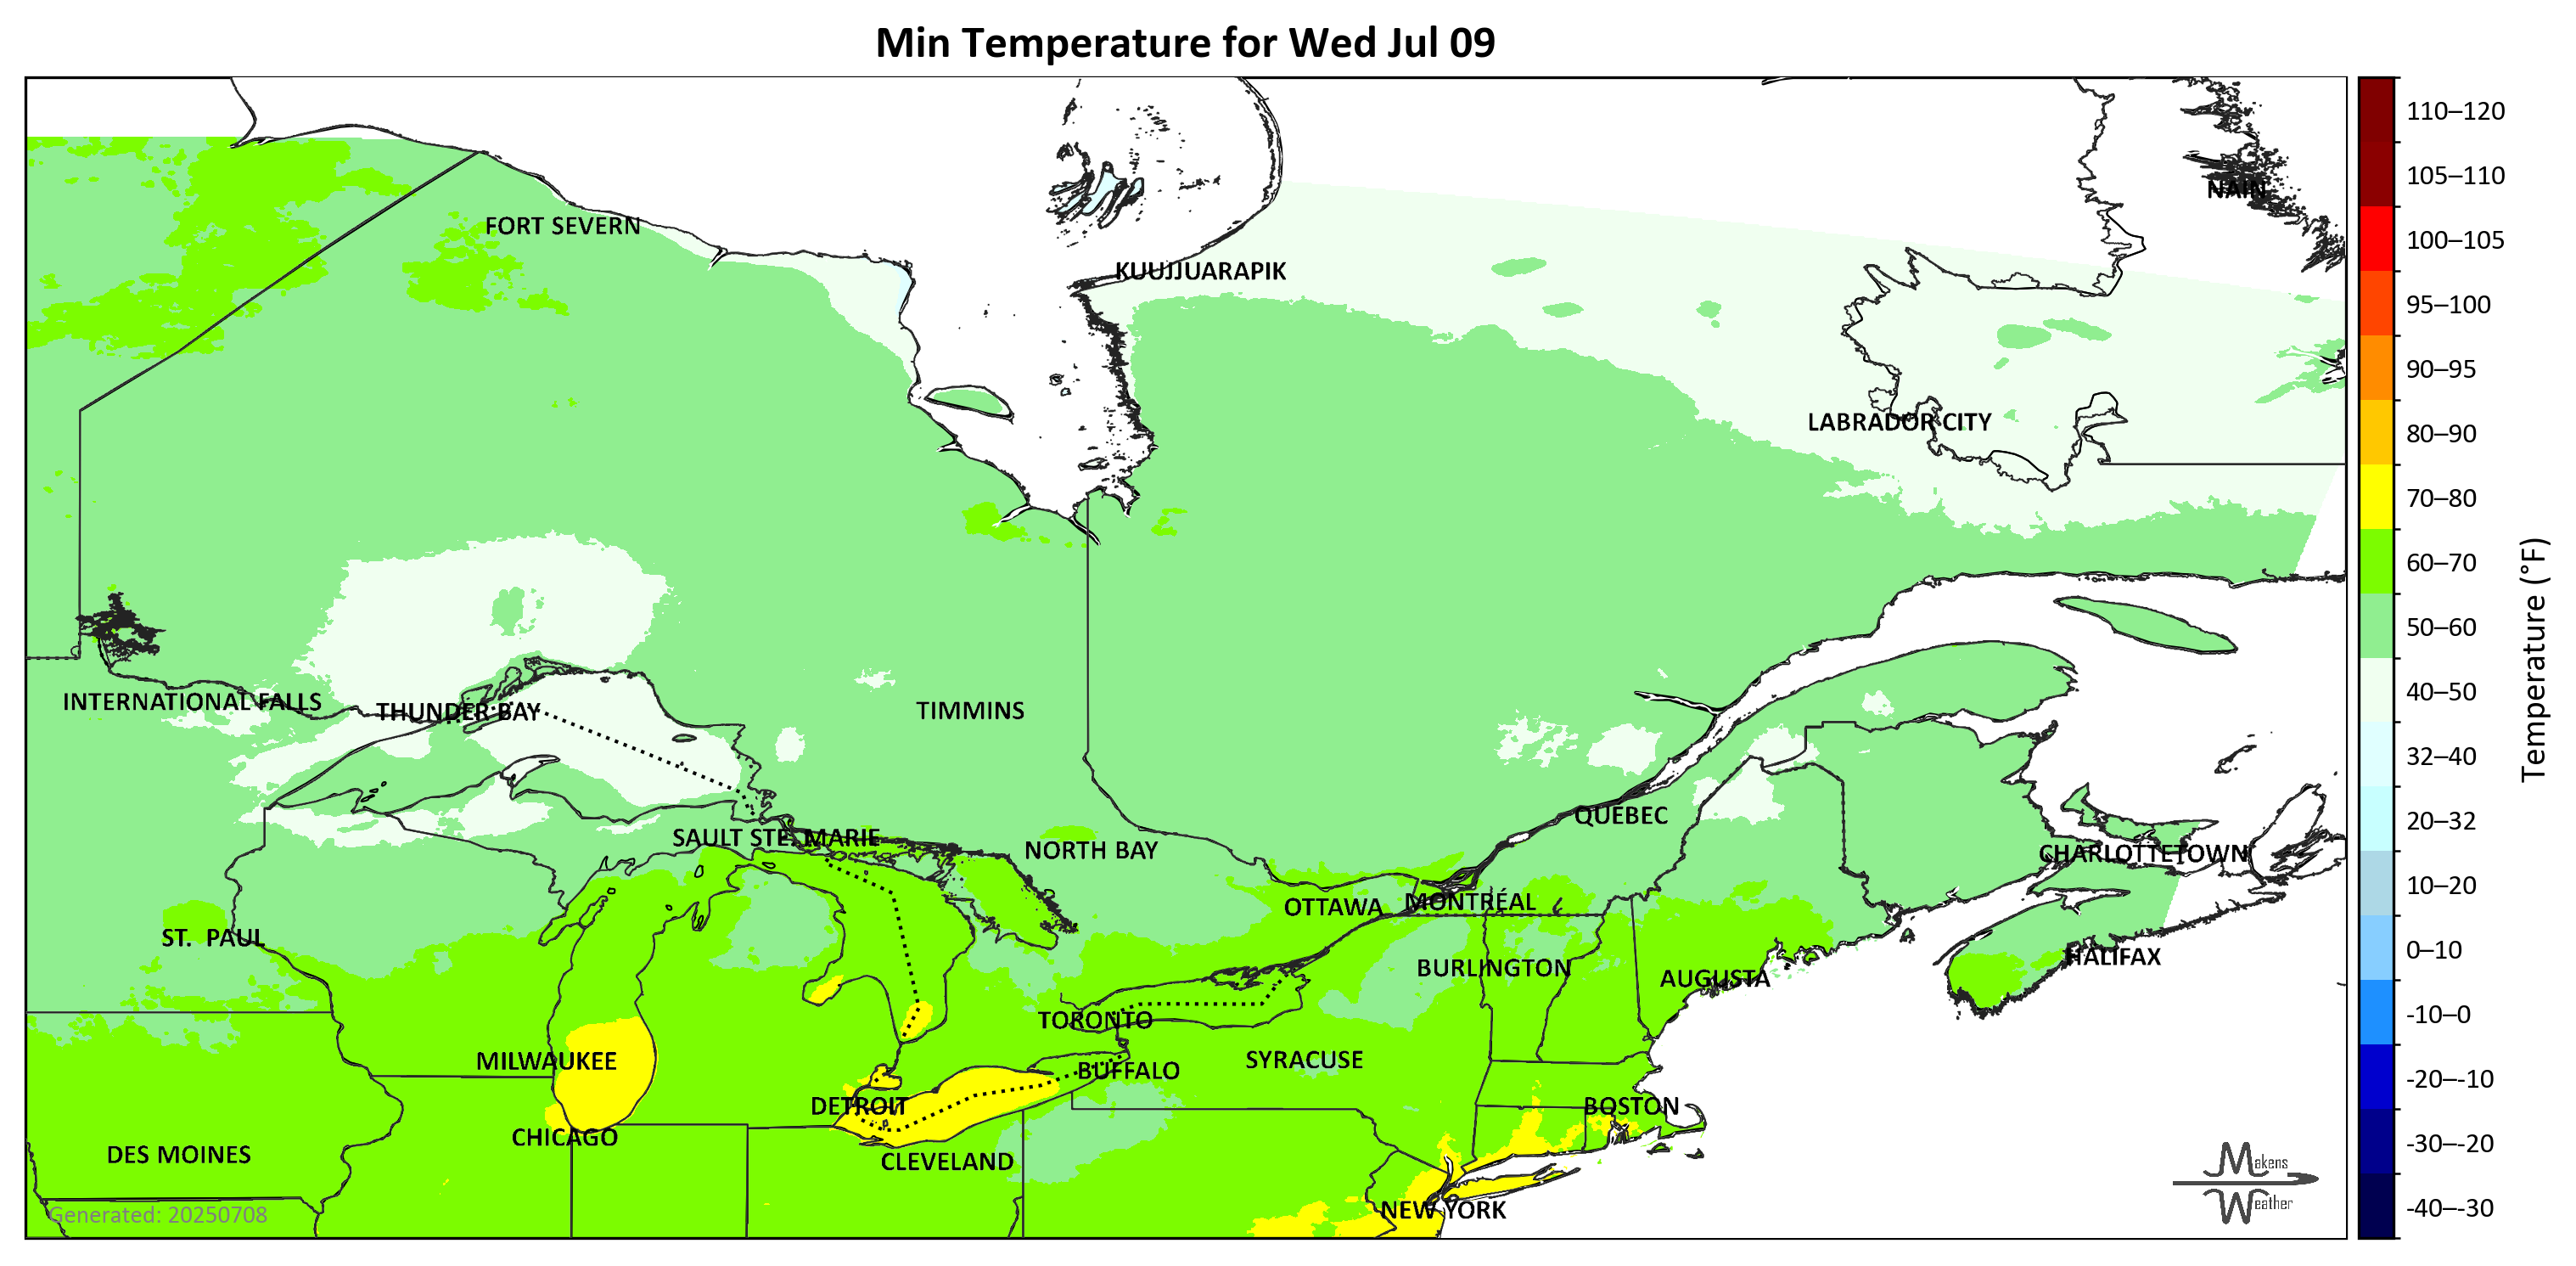 Min Temperature for Wed Jul 09
110–120
105–110
NAIN
FORT SEVERN
100–105
KUUJJUARAPIK
95–100
90–95
LABRADOR CITY
80–90
70–80
60–70
50–60
Temperature (°F)
40–50
INTERNATIONAL FALLS
THUNDER BAY
TIMMINS
32–40
QUÉBEC
20–32
SAULT STE. MARIE
NORTH BAY
CHARLOTTETOWN
10–20
OTTAWA
MONTRÉAL
ST. PAUL
0–10
HALIFAX
BURLINGTON
AUGUSTA
-10–0
TORONTO
MILWAUKEE
SYRACUSE
BUFFALO
-20–-10
DETROIT
BOSTON
CHICAGO
-30–-20
DES MOINES
CLEVELAND
Makens
Weather
NEW YORK
-40–-30
Generated: 20250708